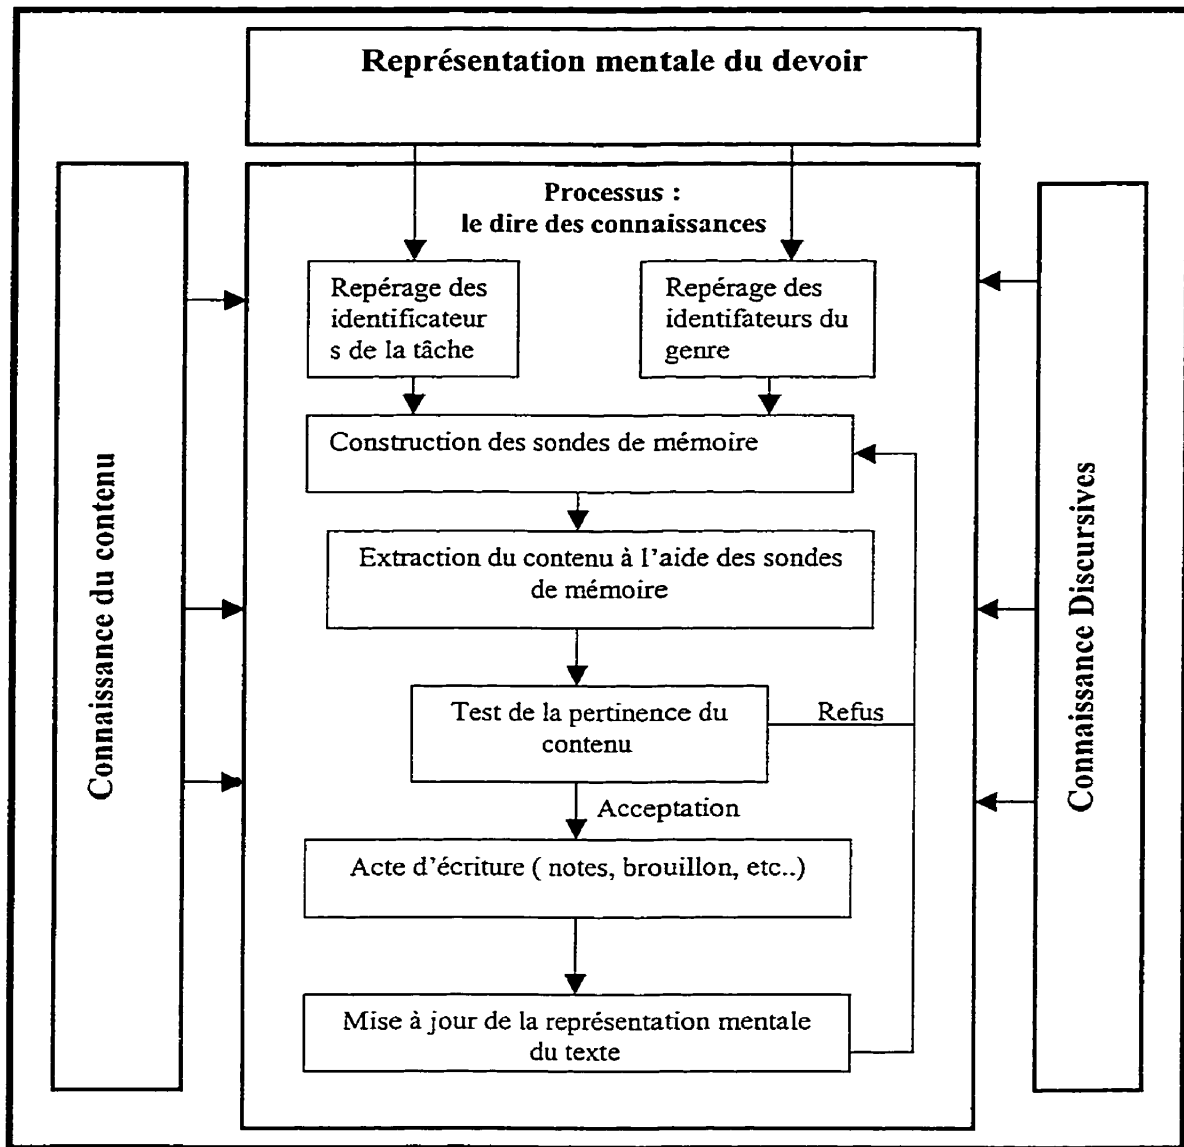 Représentation mentale du devoir
Processus :
le dire des connaissances
Repérage des
identificateur
s de la tâche
Repérage des
identifateurs du
genre
Construction des sondes de mémoire
Extraction du contenu à l'aide des sondes
de mémoire
Test de la pertinence du
contenu
Refus
Acceptation
Acte d'écriture ( notes, brouillon, etc..)
Mise à jour de la représentation mentale
du texte
Connaissance du contenu
Connaissance Discursives